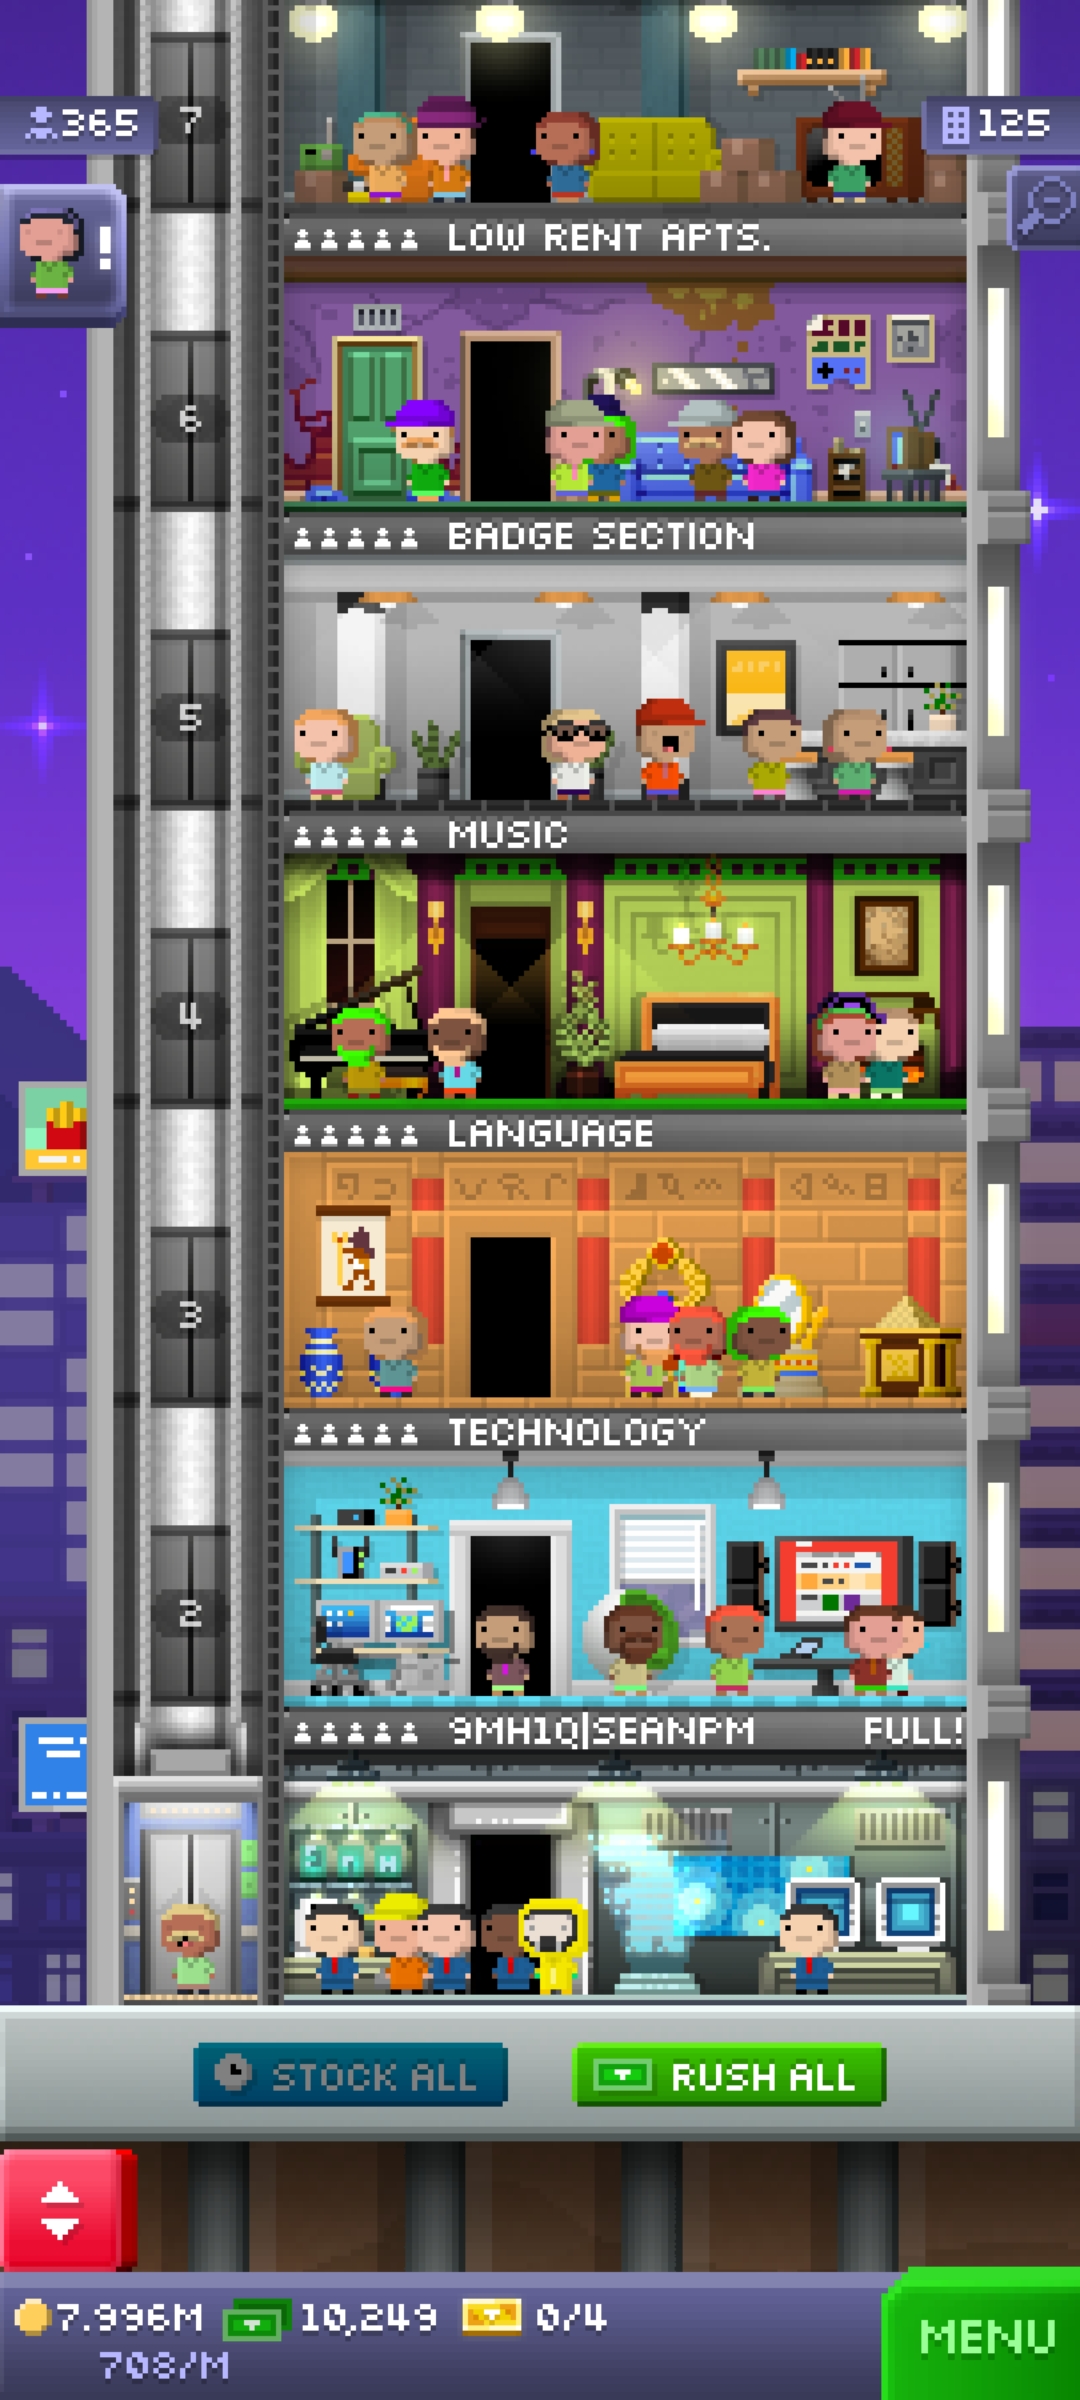 365
7
125
!
LOW RENT APTS.
6
BADGE SECTION
5
MUSIC
4
LANGUAGE
3
TECHNOLOGY
2
9MH1Q|SEANPM FULL!
STOCK ALL
RUSH ALL
7.996M 10,249 0/4
708/M
MENU